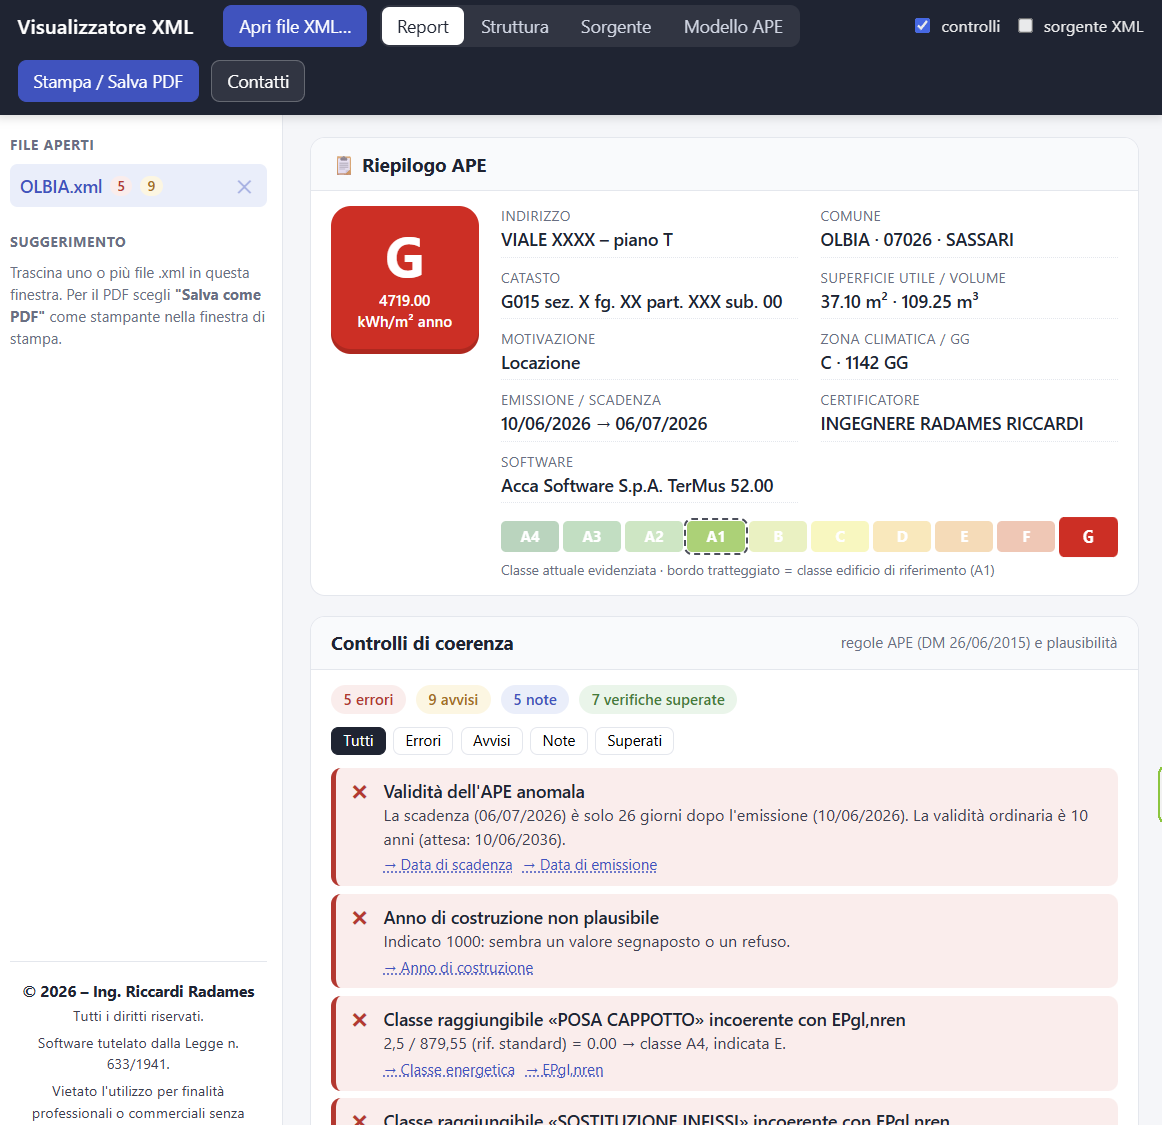 Visualizzatore XML
Apri file XML...
Report
Struttura
Sorgente
Modello APE
controlli
sorgente XML
Stampa / Salva PDF
Contatti
FILE APERTI
OLBIA.xml 5 9
SUGGERIMENTO
Trascina uno o più file .xml in questa
finestra. Per il PDF scegli "Salva come
PDF" come stampante nella finestra di
stampa.
© 2026 – Ing. Riccardi Radames
Tutti i diritti riservati.
Software tutelato dalla Legge n.
633/1941.
Vietato l'utilizzo per finalità
professionali o commerciali senza
Riepilogo APE
G
4719.00
kWh/m² anno
INDIRIZZO
VIALE XXXX – piano T
COMUNE
OLBIA · 07026 · SASSARI
CATASTO
G015 sez. X fg. XX part. XXX sub. 00
SUPERFICIE UTILE / VOLUME
37.10 m² · 109.25 m³
MOTIVAZIONE
Locazione
ZONA CLIMATICA / GG
C · 1142 GG
EMISSIONE / SCADENZA
10/06/2026 → 06/07/2026
CERTIFICATORE
INGEGNERE RADAMES RICCARDI
SOFTWARE
Acca Software S.p.A. TerMus 52.00
A4 A3 A2 A1 B C D E F G
Classe attuale evidenziata · bordo tratteggiato = classe edificio di riferimento (A1)
Controlli di coerenza
regole APE (DM 26/06/2015) e plausibilità
5 errori
9 avvisi
5 note
7 verifiche superate
Tutti
Errori
Avvisi
Note
Superati
Validità dell'APE anomala
La scadenza (06/07/2026) è solo 26 giorni dopo l'emissione (10/06/2026). La validità ordinaria è 10
anni (attesa: 10/06/2036).
→ Data di scadenza → Data di emissione
Anno di costruzione non plausibile
Indicato 1000: sembra un valore segnaposto o un refuso.
→ Anno di costruzione
Classe raggiungibile «POSA CAPPOTTO» incoerente con EPgl,nren
2,5 / 879,55 (rif. standard) = 0.00 → classe A4, indicata E.
→ Classe energetica → EPgl,nren
Classe raggiungibile «SOSTITUZIONE INFISSI» incoerente con EPgl,nren